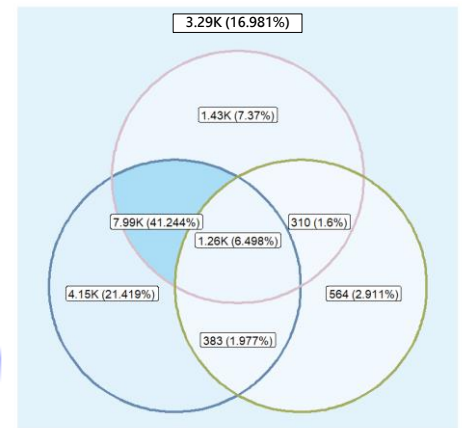 3.29K (16.981%)
1.43K (7.37%)
7.99K (41.244%)
310 (1.6%)
1.26K (6.498%)
4.15K (21.419%)
564 (2.911%)
383 (1.977%)